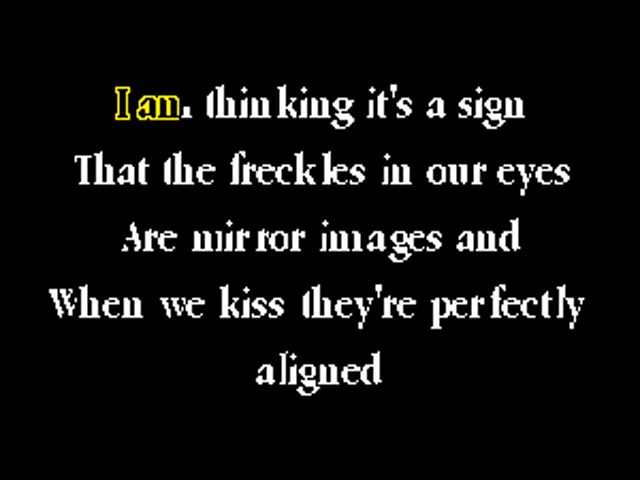 I am thinking it's a sign
That the freckles in our eyes
Are mirror images and
When we kiss they're perfectly
aligned